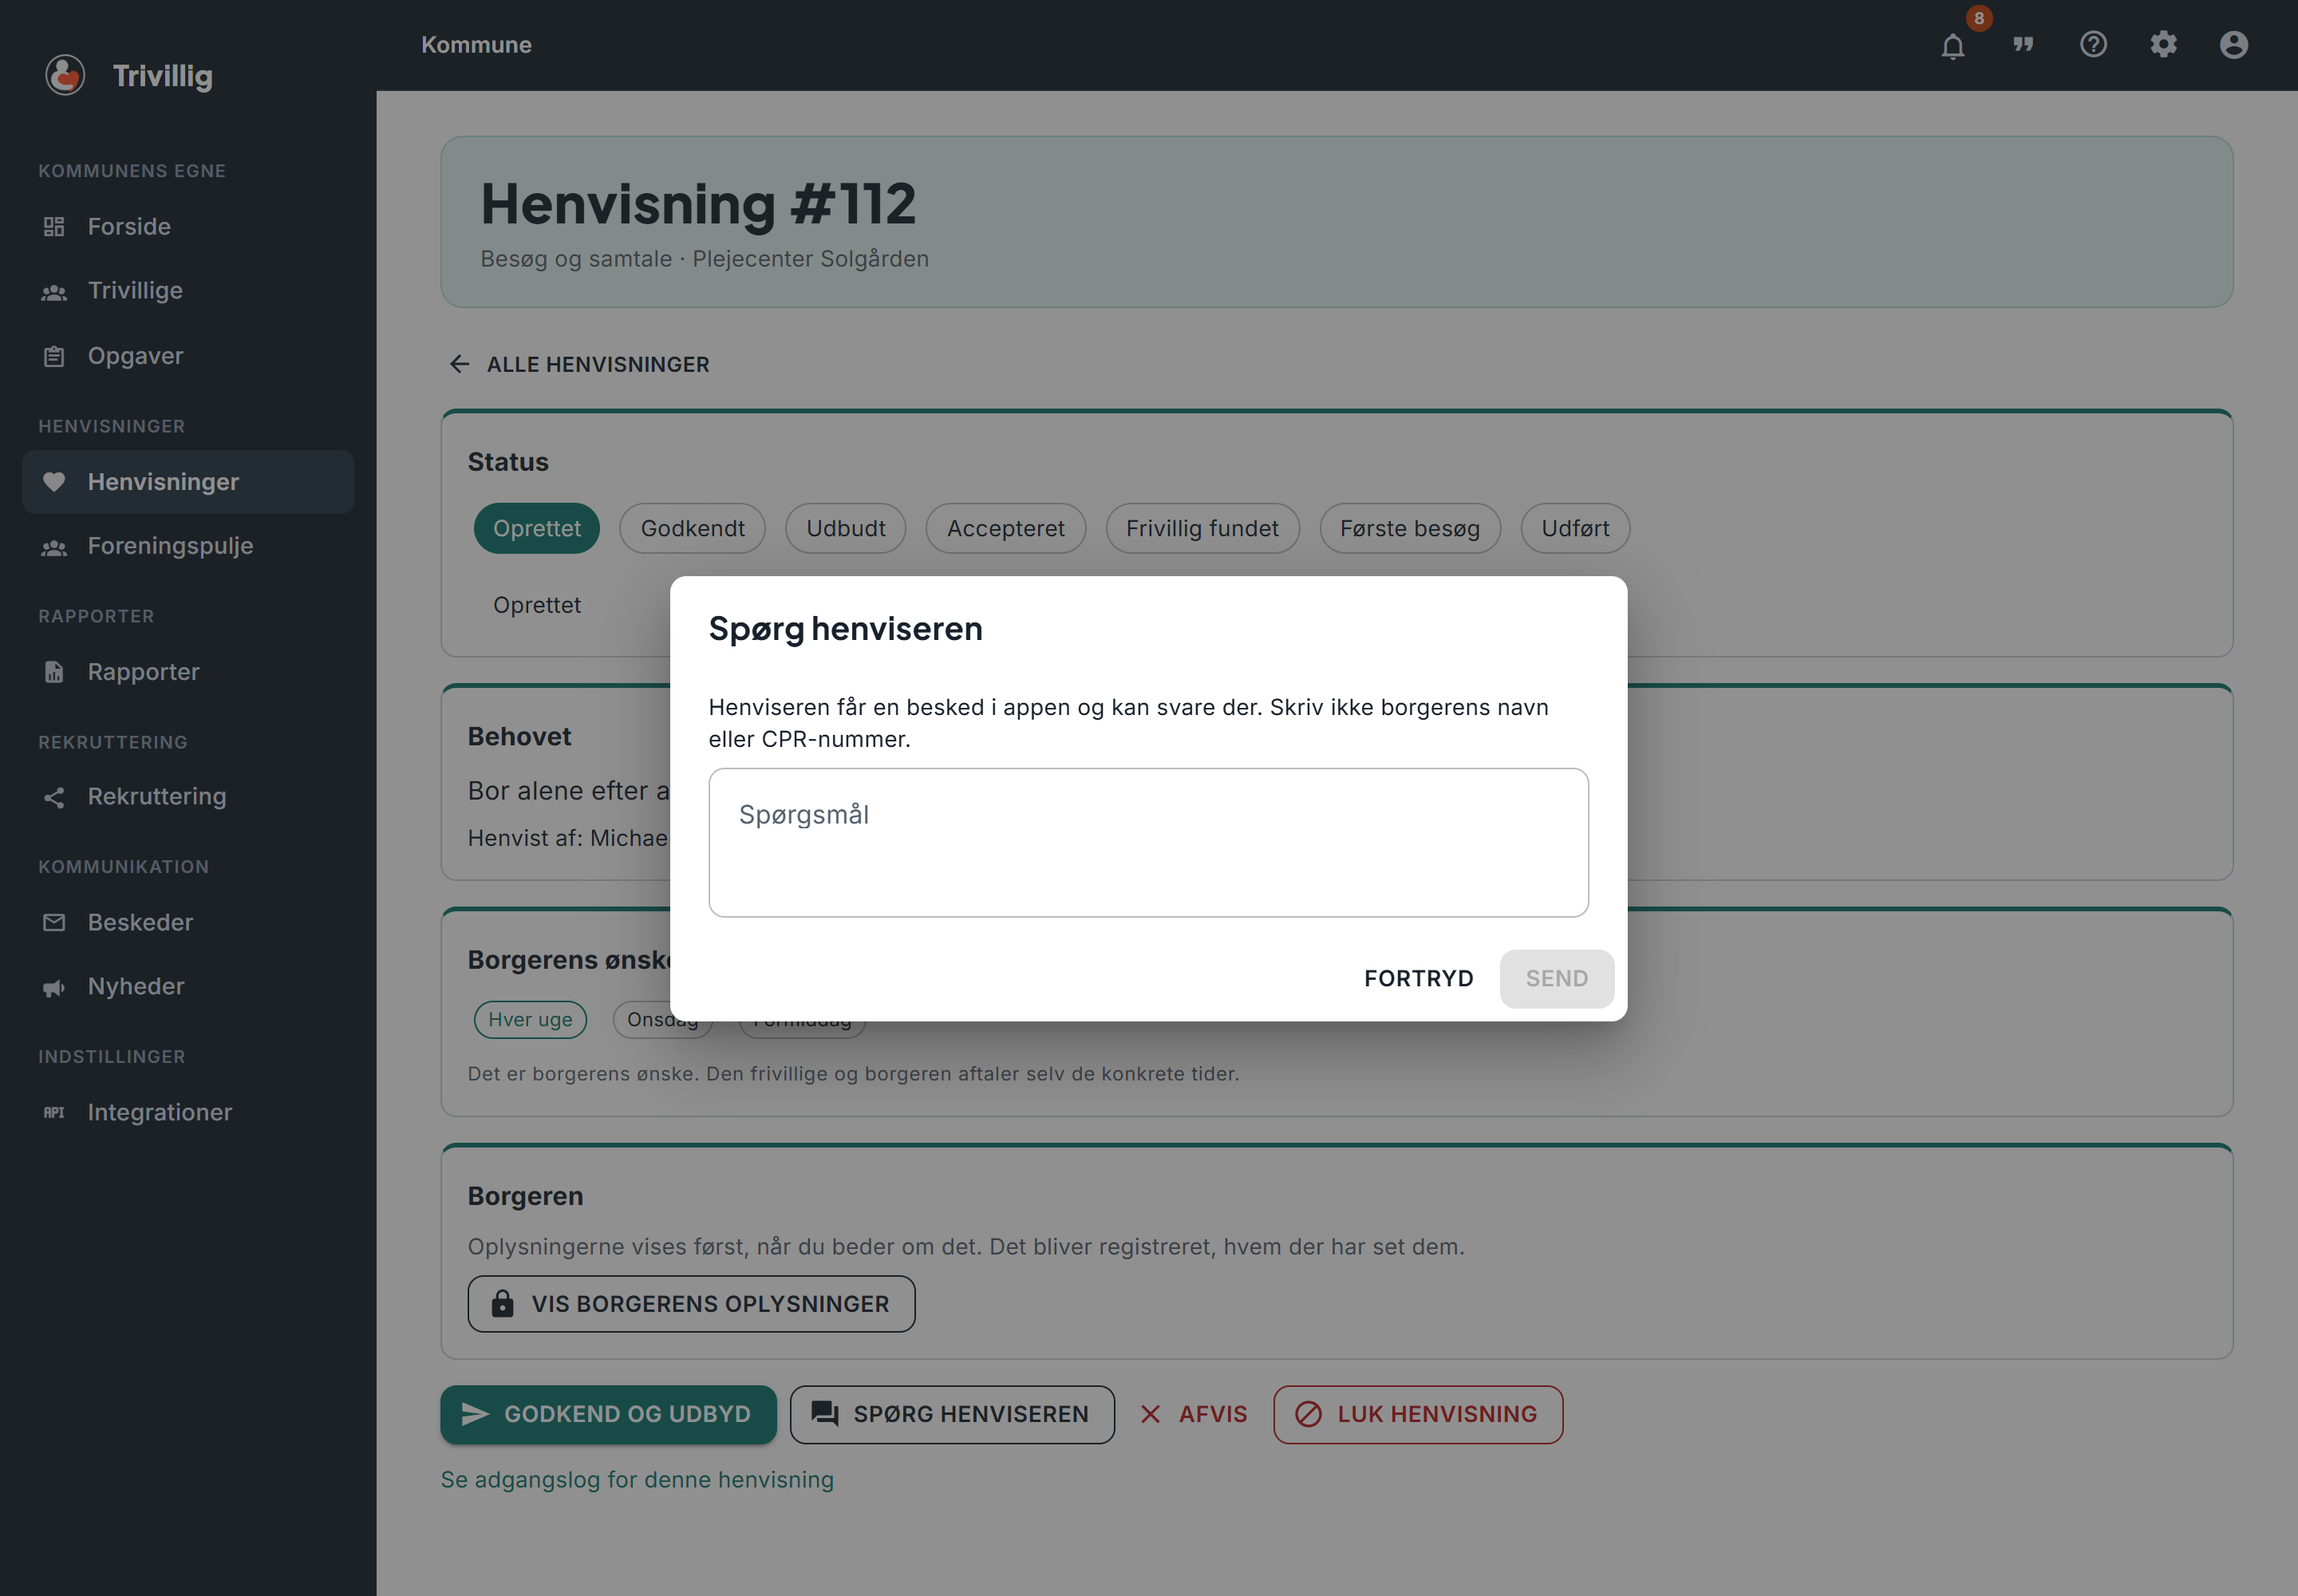 Trivillig
Kommune
8
KOMMUNENS EGNE
Forside
Trivillige
Opgaver
HENVISNINGER
Henvisninger
Foreningspulje
RAPPORTER
Rapporter
REKRUTTERING
Rekruttering
KOMMUNIKATION
Beskeder
Nyheder
INDSTILLINGER
API Integrationer
Henvisning #112
Besøg og samtale · Plejecenter Solgården
ALLE HENVISNINGER
Status
Oprettet Godkendt Udbudt Accepteret Frivillig fundet Første besøg Udført
Oprettet
Spørg henviseren
Henviseren får en besked i appen og kan svare der. Skriv ikke borgerens navn
eller CPR-nummer.
Spørgsmål
FORTRYD SEND
Behovet
Bor alene efter
Henvist af:
Borgerens
Hver uge Onsdag Formiddag
Det er borgerens ønske. Den frivillige og borgeren aftaler selv de konkrete tider.
Borgeren
Oplysningerne vises først, når du beder om det. Det bliver registreret, hvem der har set dem.
VIS BORGERENS OPLYSNINGER
GODKEND OG UDBYD SPØRG HENVISEREN AFVIS LUK HENVISNING
Se adgangslog for denne henvisning